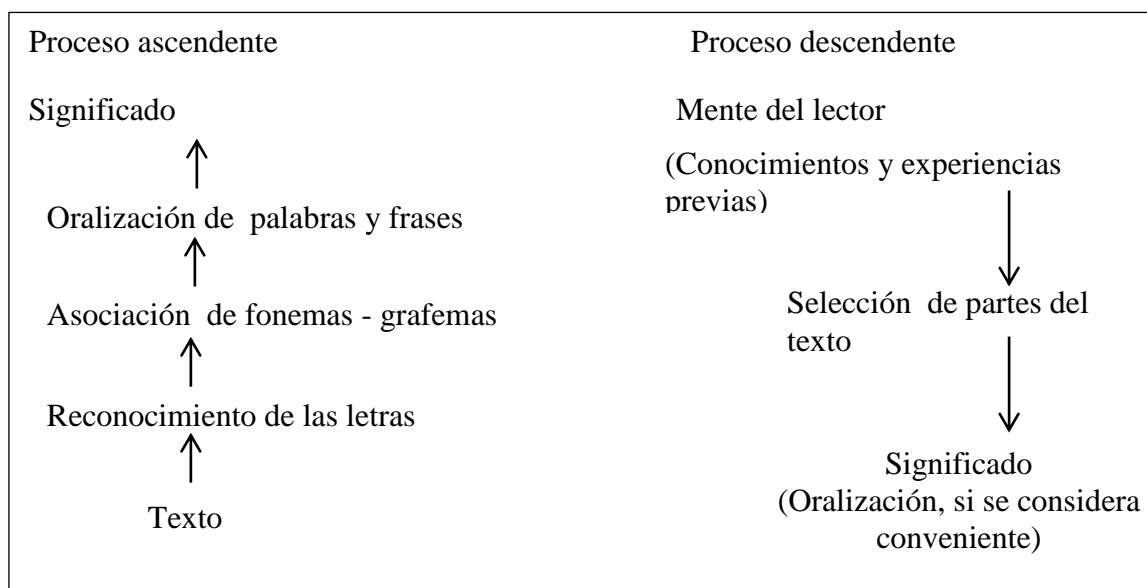 Proceso ascendente
Significado
Oralización de palabras y frases
Asociación de fonemas - grafemas
Reconocimiento de las letras
Texto
Proceso descendente
Mente del lector
(Conocimientos y experiencias
previas)
Selección de partes del
texto
Significado
(Oralización, si se considera
conveniente)